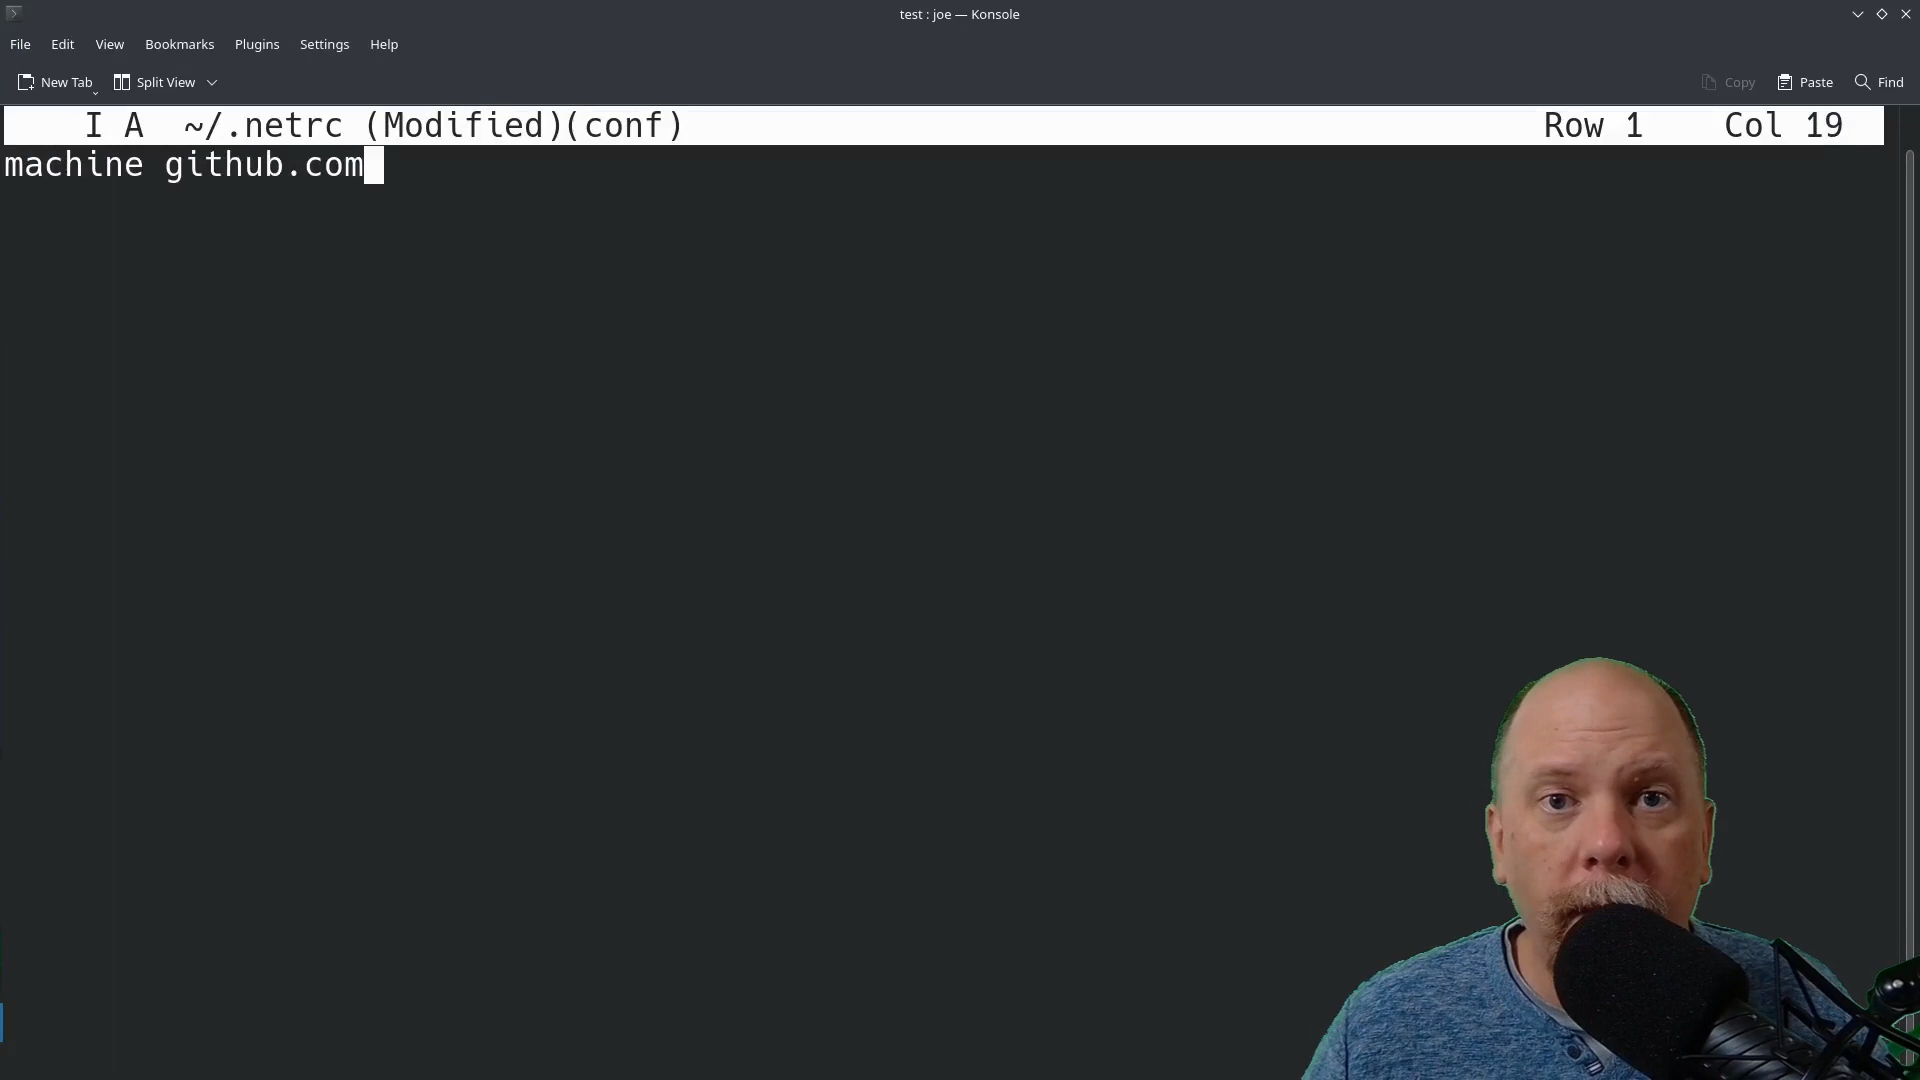 test : joe — Konsole
File Edit View Bookmarks Plugins Settings Help
New Tab Split View Copy Paste Find
I A ~/.netrc (Modified)(conf) Row 1 Col 19
machine github.com